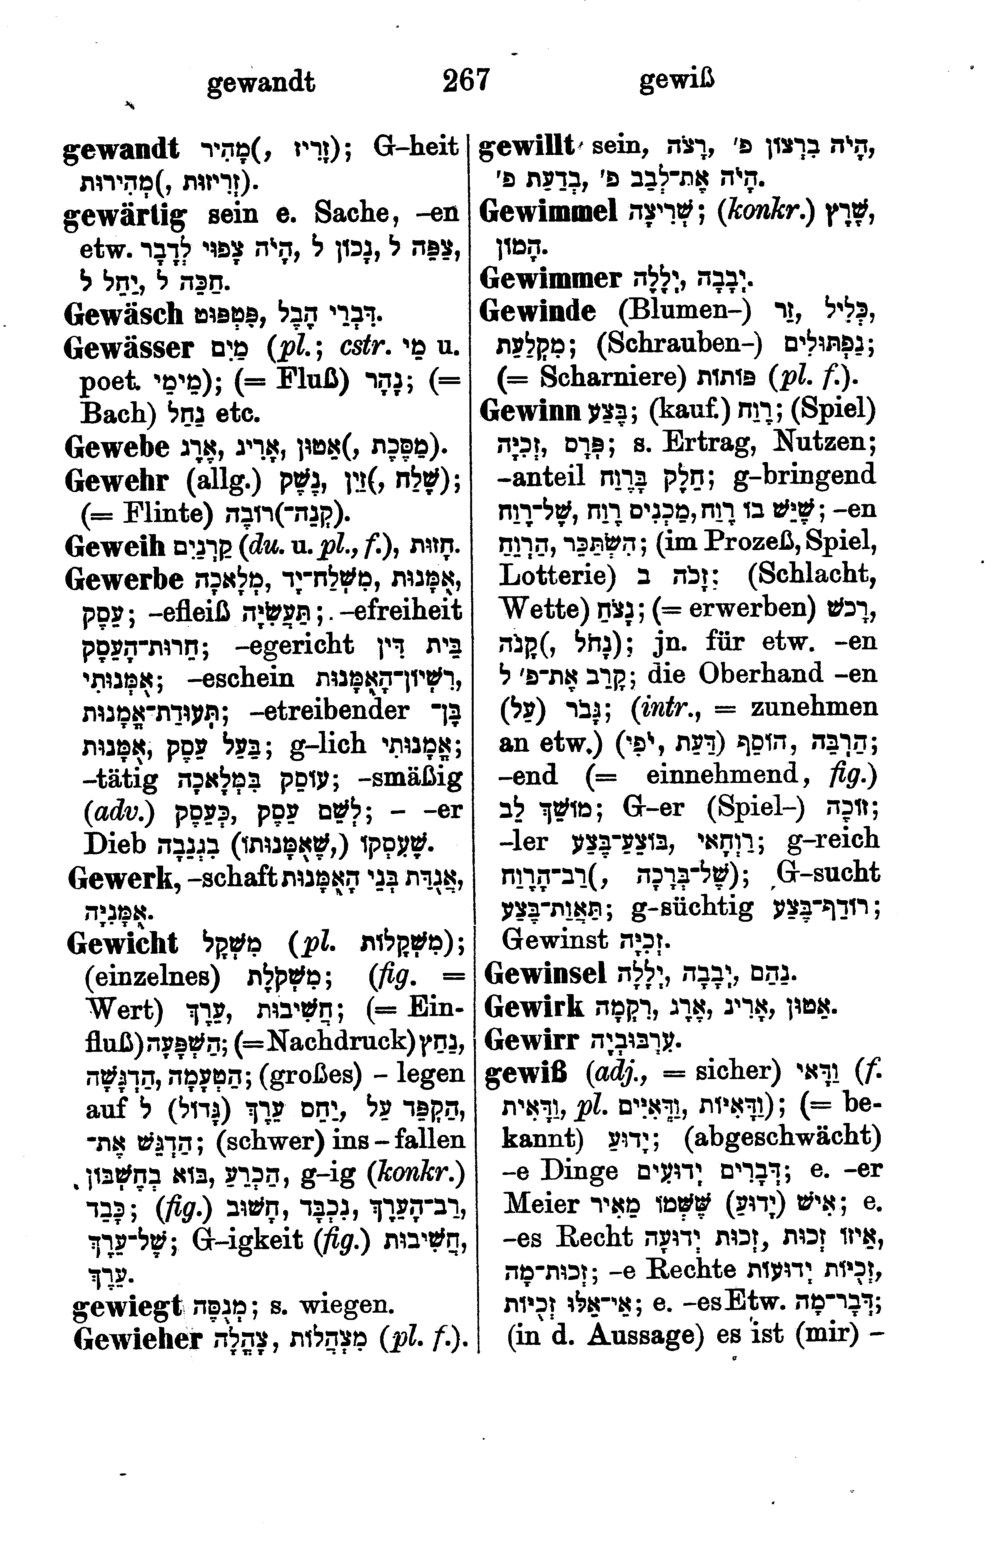 gewandt 267 gewiß
gewandt מָהִיר (, זָרִיז); G-heit
מְהִירוּת (, זְרִיזוּת).
gewärtig sein e. Sache, -en
etw. צִפָּה ל, נָכוֹן ל, הָיֹה צָפוּי לְדָבָר,
חַכֵּה ל, יַחֵל ל.
Gewäsch דִּבְרֵי הֶבֶל, פִּטְפּוּט.
Gewässer מַיִם (pl.; cstr. מֵי u.
poet. מֵימֵי); (= Fluß) נָהָר; (=
Bach) נַחַל etc.
Gewebe אֶרֶג, אָרִיג, אֵטוּן (, מַסֶּכֶת).
Gewehr (allg.) נֶשֶׁק, זַיִן (, שֶׁלַח);
(= Flinte) (קְנֵה-)רוֹבֶה.
Geweih קַרְנַיִם (du. u. pl., f.), חָזוּת.
Gewerbe אֻמָּנוּת, מִשְׁלַח־יָד, מְלָאכָה,
עֵסֶק; -efleiß תַּעֲשִׂיָּה; -efreiheit
חֵרוּת־הָעֵסֶק; -egericht בֵּית דִּין
אֻמָּנוּתִי; -eschein רִשְׁיוֹן־הָאֻמָּנוּת,
תְּעוּדַת־אֻמָּנוּת; -etreibender בֶּן־
אֻמָּנוּת, בַּעַל עֵסֶק; g-lich אֻמָּנוּתִי;
-tätig עוֹסֵק בִּמְלָאכָה; -smäßig
(adv.) לְשֵׁם עֵסֶק, כְּעֵסֶק; - -er
Dieb שֶׁעִסְקוֹ (, שֶׁאֻמָּנוּתוֹ) בִּגְנֵבָה.
Gewerk, -schaft אֲגֻדַּת בְּנֵי הָאֻמָּנוּת,
אֻמָּנִיָּה.
Gewicht מִשְׁקָל (pl. מִשְׁקָלוֹת);
(einzelnes) מִשְׁקֹלֶת; (fig. =
Wert) עֵרֶךְ, חֲשִׁיבוּת; (= Ein-
fluß) הַשְׁפָּעָה; (= Nachdruck) נַחַץ,
הַטְעָמָה, הַדְגָּשָׁה; (großes) - legen
auf הַקְפֵּד עַל, יַחֵס עֵרֶךְ (גָּדוֹל) ל
הַדְגֵּשׁ אֶת־; (schwer) ins - fallen
הַכְרֵעַ, בּוֹא בְחֶשְׁבּוֹן, g-ig (konkr.)
כָּבֵד; (fig.) רַב־הָעֵרֶךְ, נִכְבָּד, חָשׁוּב
שֶׁל־עֵרֶךְ; G-igkeit (fig.) חֲשִׁיבוּת,
עֵרֶךְ.
gewiegt מְנֻסֶּה; s. wiegen.
Gewieher צָהֳלָה, מִצְהֲלוֹת (pl. f.).
gewillt sein, הָיֹה בִרְצוֹן פ׳, רָצֹה,
הָיֹה אֶת־לְבַב פ׳, בְּדַעַת פ׳.
Gewimmel שְׁרִיצָה; (konkr.) שֶׁרֶץ,
הָמוֹן.
Gewimmer יְבָבָה, יְלָלָה.
Gewinde (Blumen-) זֵר, כְּלִיל,
מִקְלַעַת; (Schrauben-) נִפְתּוּלִים;
(= Scharniere) פּוֹתוֹת (pl. f.).
Gewinn בֶּצַע; (kauf.) רֶוַח; (Spiel)
זְכִיָּה, פְּרָס; s. Ertrag, Nutzen;
-anteil חֵלֶק בָּרֶוַח; g-bringend
שֶׁיֵּשׁ בּוֹ רֶוַח, מַכְנִיס רֶוַח, שֶׁל־רֶוַח; -en
הִשְׂתַּכֵּר, הַרְוַח; (im Prozeß, Spiel,
Lotterie) זָכֹה ב; (Schlacht,
Wette) נַצֵּחַ; (= erwerben) רָכשׁ,
קָנֹה (, נָחֹל); jn. für etw. -en
קָרֵב אֶת־פ׳ ל; die Oberhand -en
גָּבֹר (עַל); (intr., = zunehmen
an etw.) הַרְבֵּה, הוֹסֵף (דַּעַת, יֹפִי);
-end (= einnehmend, fig.)
מוֹשֵׁךְ לֵב; G-er (Spiel-) זוֹכֶה;
-ler רַוְחָאִי, בּוֹצֵעַ־בֶּצַע; g-reich
רַב־הָרֶוַח (, שֶׁל־בְּרָכָה); G-sucht
תַּאֲוַת־בֶּצַע; g-süchtig רוֹדֵף־בֶּצַע;
Gewinst זְכִיָּה.
Gewinsel נַהַם, יְבָבָה, יְלָלָה.
Gewirk אֵטוּן, אָרִיג, אֶרֶג, רִקְמָה.
Gewirr עִרְבּוּבְיָה.
gewiß (adj., = sicher) וַדָּאִי (f.
וַדָּאִית, pl. וַדָּאִיִּים, וַדָּאִיּוֹת); (= be-
kannt) יָדוּעַ; (abgeschwächt)
-e Dinge דְּבָרִים יְדוּעִים; e. -er
Meier אִישׁ (יָדוּעַ) שֶׁשְּׁמוֹ מַאיֶר; e.
-es Recht אֵיזוֹ זְכוּת, זְכוּת יְדוּעָה,
זְכוּת־מָה; -e Rechte זְכֻיּוֹת יְדוּעוֹת,
אֵי־אֵלּוּ זְכֻיּוֹת; e. -es Etw. דְּבַר־מָה;
(in d. Aussage) es ist (mir) -